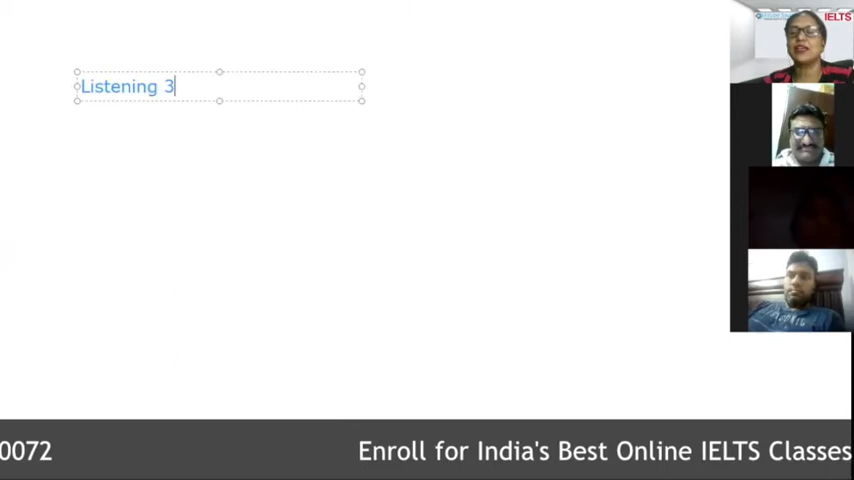 IELTS
Listening 3
0072
Enroll for India's Best Online IELTS Classes